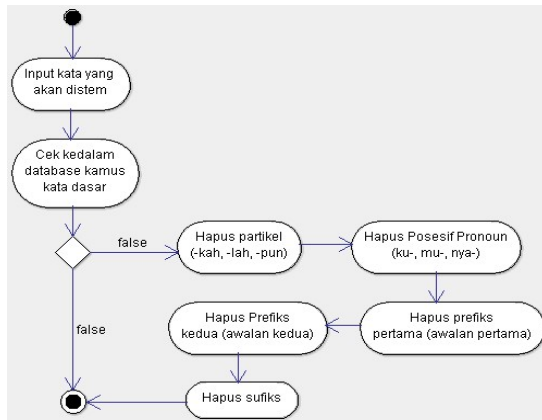 Input kata yang
akan distem
Cek kedalam
database kamus
kata dasar
false
Hapus partikel
(-kah, -lah, -pun)
Hapus Posesif Pronoun
(ku-, mu-, nya-)
Hapus prefiks
pertama (awalan pertama)
Hapus Prefiks
kedua (awalan kedua)
Hapus sufiks
false